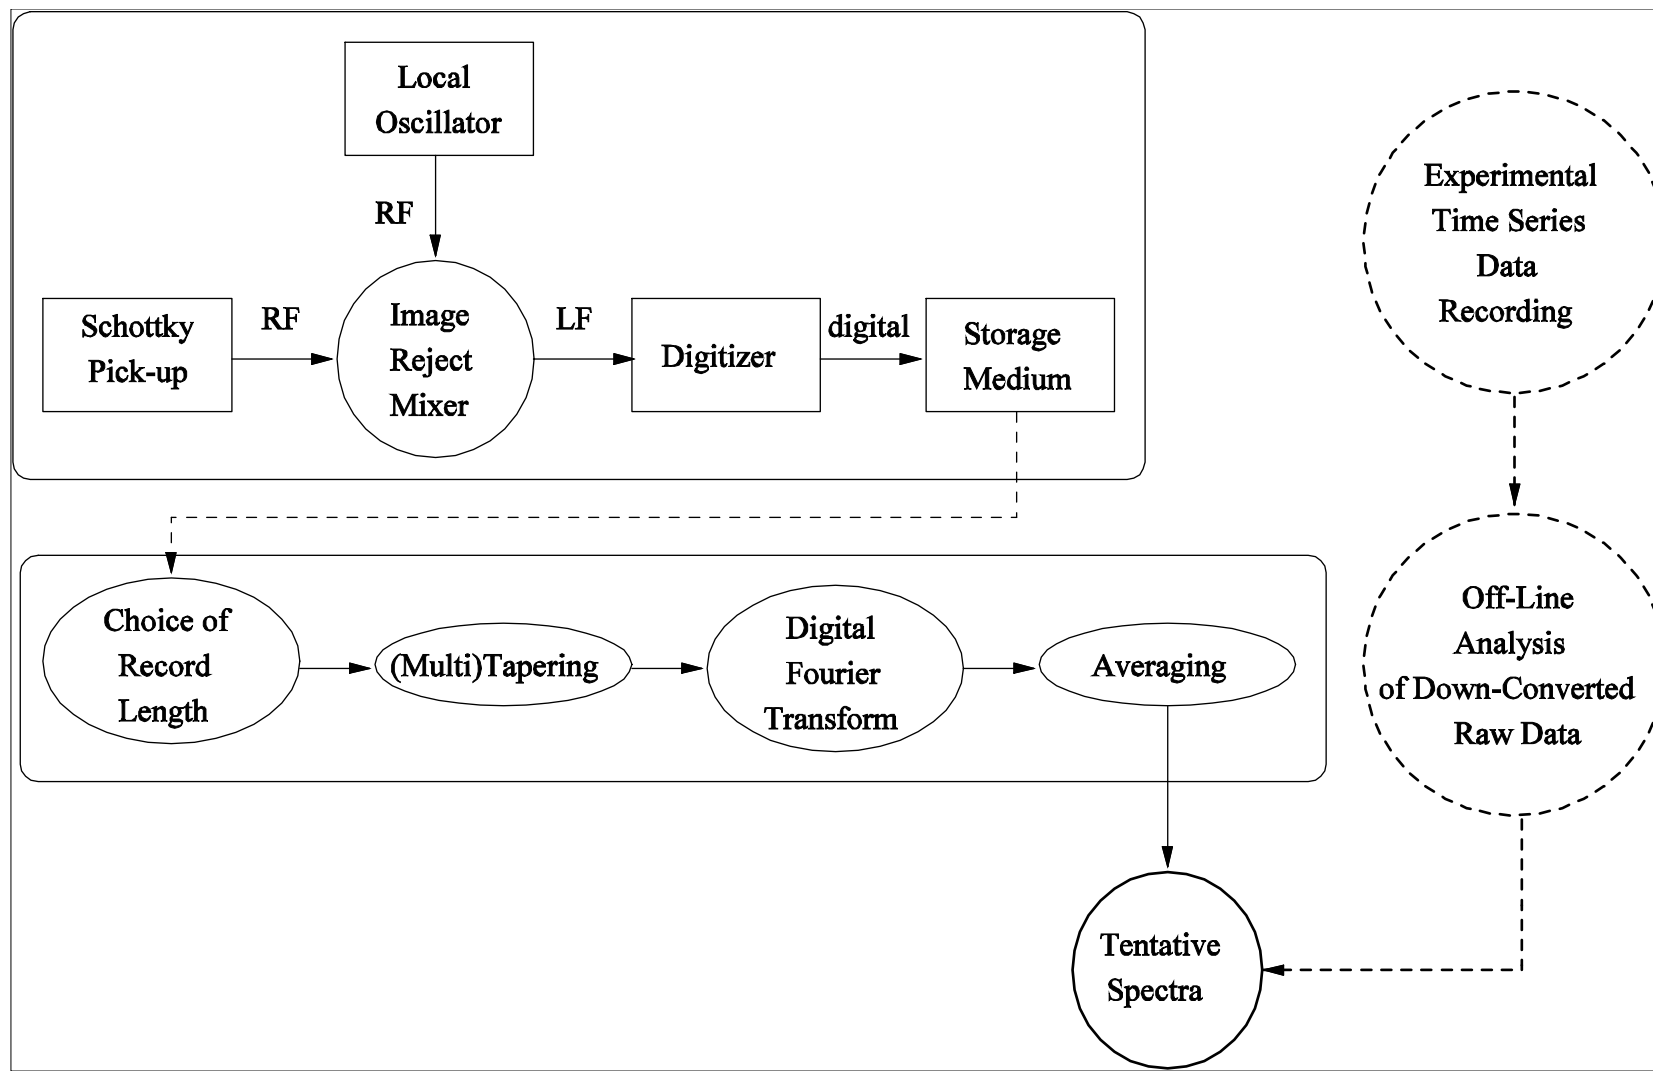 Local
Oscillator
RF
Schottky
Pick-up
RF
Image
Reject
Mixer
LF
Digitizer
digital
Storage
Medium
Experimental
Time Series
Data
Recording
Choice of
Record
Length
(Multi)Tapering
Digital
Fourier
Transform
Averaging
Off-Line
Analysis
of Down-Converted
Raw Data
Tentative
Spectra